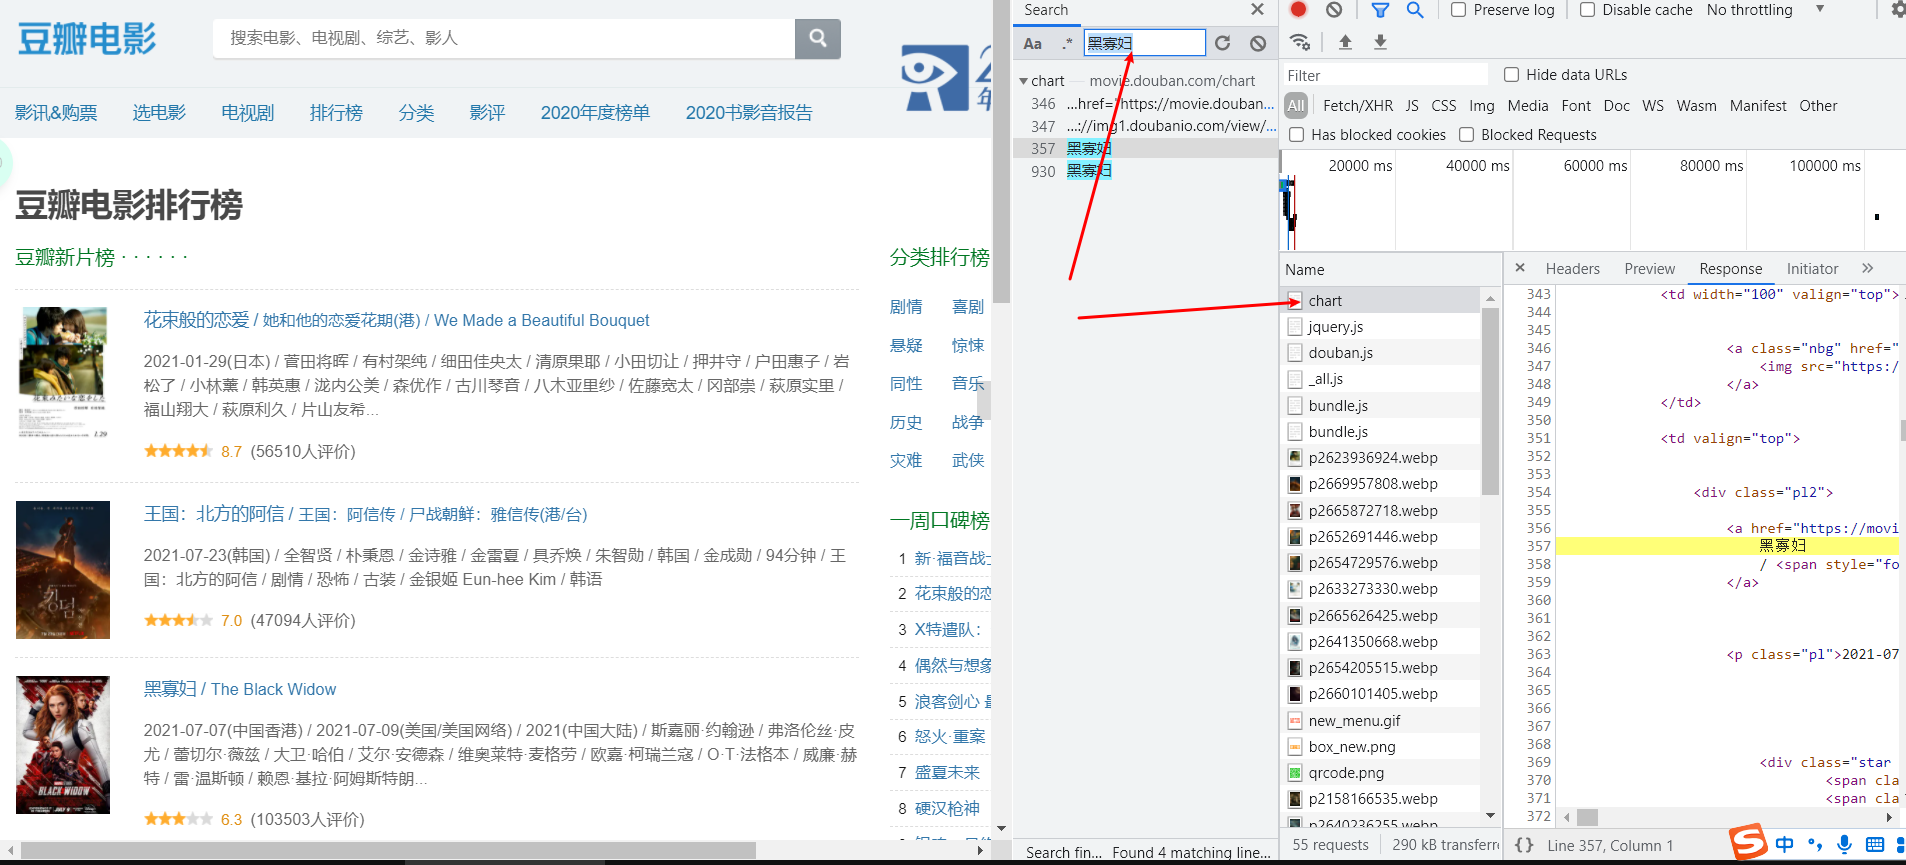 豆瓣电影
搜索电影、电视剧、综艺、影人
影讯&购票 选电影 电视剧 排行榜 分类 影评 2020年度榜单 2020书影音报告
豆瓣电影排行榜
豆瓣新片榜 · · · · · ·
花束般的恋爱 / 她和他的恋爱花期(港) / We Made a Beautiful Bouquet
2021-01-29(日本) / 菅田将晖 / 有村架纯 / 细田佳央太 / 清原果耶 / 小田切让 / 押井守 / 户田惠子 / 岩
松了 / 小林薰 / 韩英惠 / 泷内公美 / 森优作 / 古川琴音 / 八木亚里纱 / 佐藤宽太 / 冈部崇 / 萩原实里 /
福山翔大 / 萩原利久 / 片山友希...
8.7 (56510人评价)
王国：北方的阿信 / 王国：阿信传 / 尸战朝鲜：雅信传(港/台)
2021-07-23(韩国) / 全智贤 / 朴秉恩 / 金诗雅 / 金雷夏 / 具乔焕 / 朱智勋 / 韩国 / 金成勋 / 94分钟 / 王
国：北方的阿信 / 剧情 / 恐怖 / 古装 / 金银姬 Eun-hee Kim / 韩语
7.0 (47094人评价)
킹덤
黑寡妇 / The Black Widow
2021-07-07(中国香港) / 2021-07-09(美国/美国网络) / 2021(中国大陆) / 斯嘉丽·约翰逊 / 弗洛伦丝·皮
尤 / 蕾切尔·薇兹 / 大卫·哈伯 / 艾尔·安德森 / 维奥莱特·麦格劳 / 欧嘉·柯瑞兰寇 / O·T·法格本 / 威廉·赫
特 / 雷·温斯顿 / 赖恩·基拉·阿姆斯特朗...
BLACK WIDOW
6.3 (103503人评价)
分类排行榜
剧情 喜剧
悬疑 惊悚
同性 音乐
历史 战争
灾难 武侠
一周口碑榜
1 新·福音战士
2 花束般的恋
3 X特遣队：
4 偶然与想象
5 浪客剑心
6 怒火·重案
7 盛夏未来
8 硬汉枪神
Search
Aa .* 黑寡妇
chart — movie.douban.com/chart
346 ...href="https://movie.douban...
347 ...://img1.doubanio.com/view/...
357 黑寡妇
930 黑寡妇
Search fin... Found 4 matching line...
Preserve log Disable cache No throttling
Filter Hide data URLs
All Fetch/XHR JS CSS Img Media Font Doc WS Wasm Manifest Other
Has blocked cookies Blocked Requests
20000 ms 40000 ms 60000 ms 80000 ms 100000 ms
Name
chart
jquery.js
douban.js
_all.js
bundle.js
bundle.js
p2623936924.webp
p2669957808.webp
p2665872718.webp
p2652691446.webp
p2654729576.webp
p2633273330.webp
p2665626425.webp
p2641350668.webp
p2654205515.webp
p2660101405.webp
new_menu.gif
box_new.png
qrcode.png
p2158166535.webp
p2640236255.webp
55 requests 290 kB transferre
× Headers Preview Response Initiator »
343 <td width="100" valign="top">
344
345
346 <a class="nbg" href="
347 <img src="https:/
348 </a>
349 </td>
350
351 <td valign="top">
352
353
354 <div class="pl2">
355
356 <a href="https://movi
357 黑寡妇
358 / <span style="fo
359 </a>
360
361
362
363 <p class="pl">2021-07
364
365
366
367
368
369 <div class="star
370 <span cla
371 <span cla
372
{} Line 357, Column 1
中